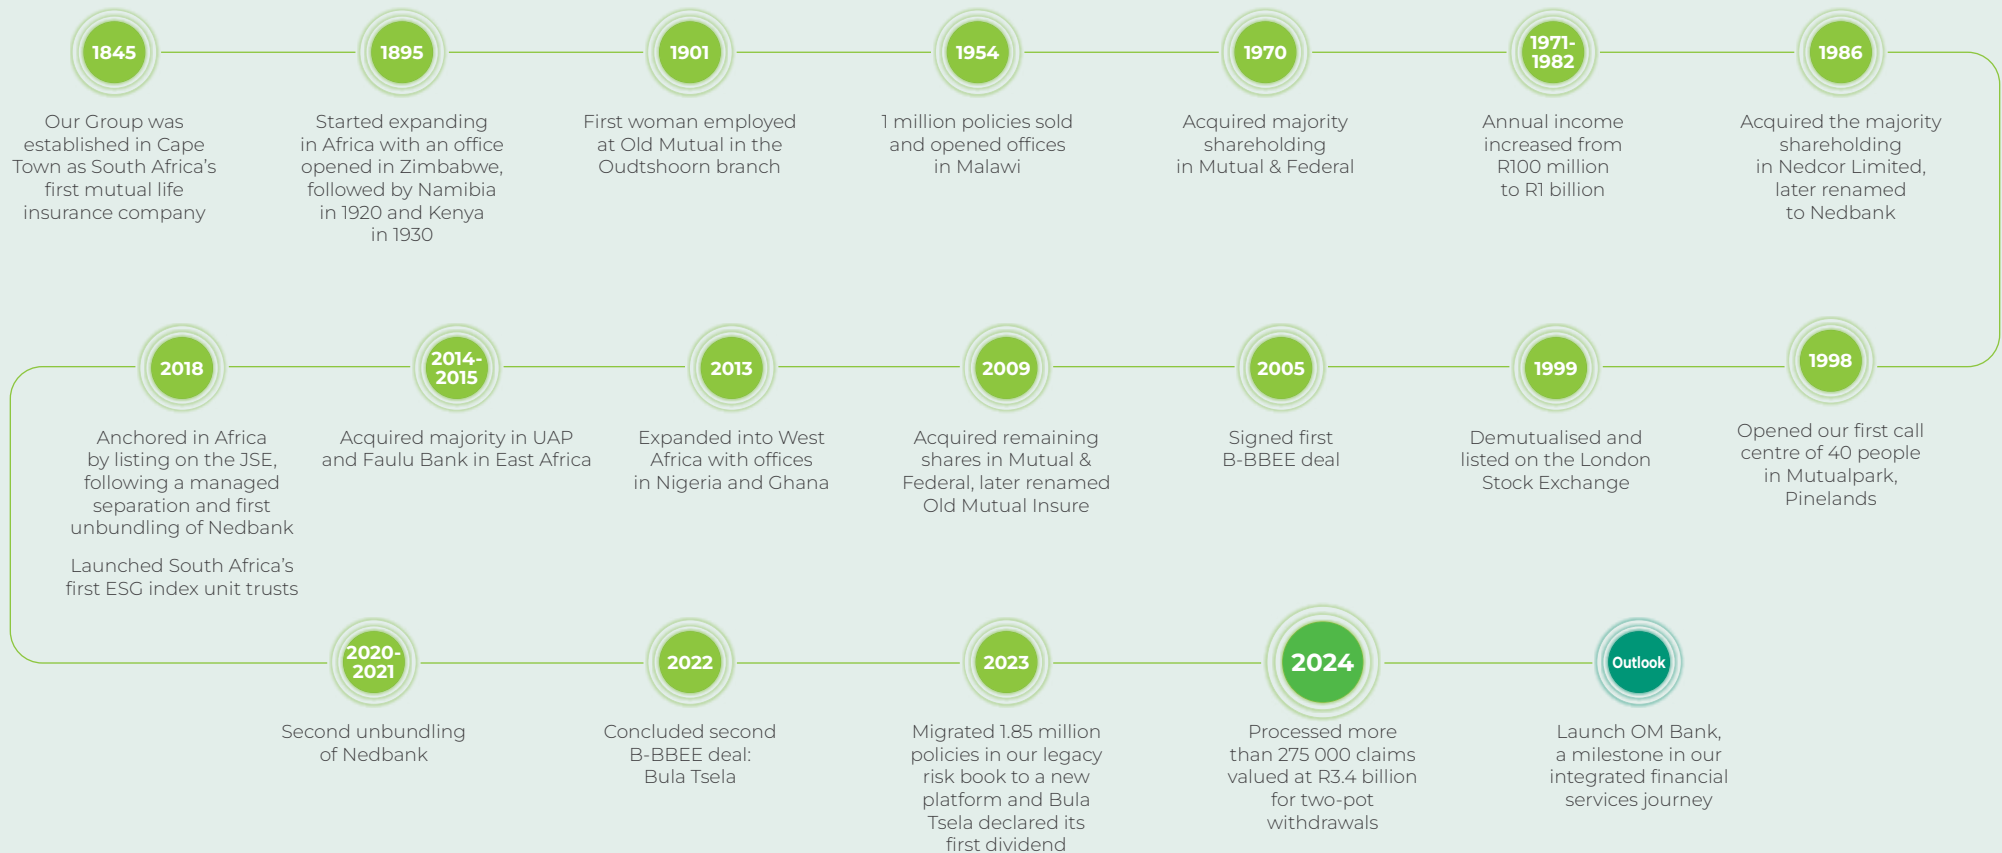 1845
Our Group was
established in Cape
Town as South Africa's
first mutual life
insurance company
1895
Started expanding
in Africa with an office
opened in Zimbabwe,
followed by Namibia
in 1920 and Kenya
in 1930
1901
First woman employed
at Old Mutual in the
Oudtshoorn branch
1954
1 million policies sold
and opened offices
in Malawi
1970
Acquired majority
shareholding
in Mutual & Federal
1971-
1982
Annual income
increased from
R100 million
to R1 billion
1986
Acquired the majority
shareholding
in Nedcor Limited,
later renamed
to Nedbank
1998
Opened our first call
centre of 40 people
in Mutualpark,
Pinelands
1999
Demutualised and
listed on the London
Stock Exchange
2005
Signed first
B-BBEE deal
2009
Acquired remaining
shares in Mutual &
Federal, later renamed
Old Mutual Insure
2013
Expanded into West
Africa with offices
in Nigeria and Ghana
2014-
2015
Acquired majority in UAP
and Faulu Bank in East Africa
2018
Anchored in Africa
by listing on the JSE,
following a managed
separation and first
unbundling of Nedbank
Launched South Africa's
first ESG index unit trusts
2020-
2021
Second unbundling
of Nedbank
2022
Concluded second
B-BBEE deal:
Bula Tsela
2023
Migrated 1.85 million
policies in our legacy
risk book to a new
platform and Bula
Tsela declared its
first dividend
2024
Processed more
than 275 000 claims
valued at R3.4 billion
for two-pot
withdrawals
Outlook
Launch OM Bank,
a milestone in our
integrated financial
services journey